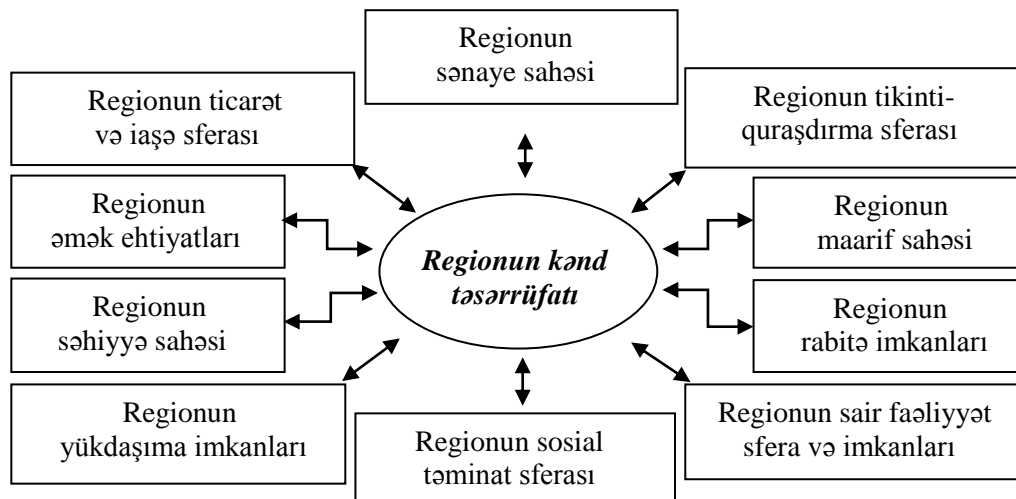 Regionun
sənaye sahəsi
Regionun ticarət
və iaşə sferası
Regionun tikinti-
quraşdırma sferası
Regionun
əmək ehtiyatları
Regionun
maarif sahəsi
Regionun kənd
təsərrüfatı
Regionun
səhiyyə sahəsi
Regionun
rabitə imkanları
Regionun
yükdaşıma imkanları
Regionun sosial
təminat sferası
Regionun sair faəliyyət
sfera və imkanları